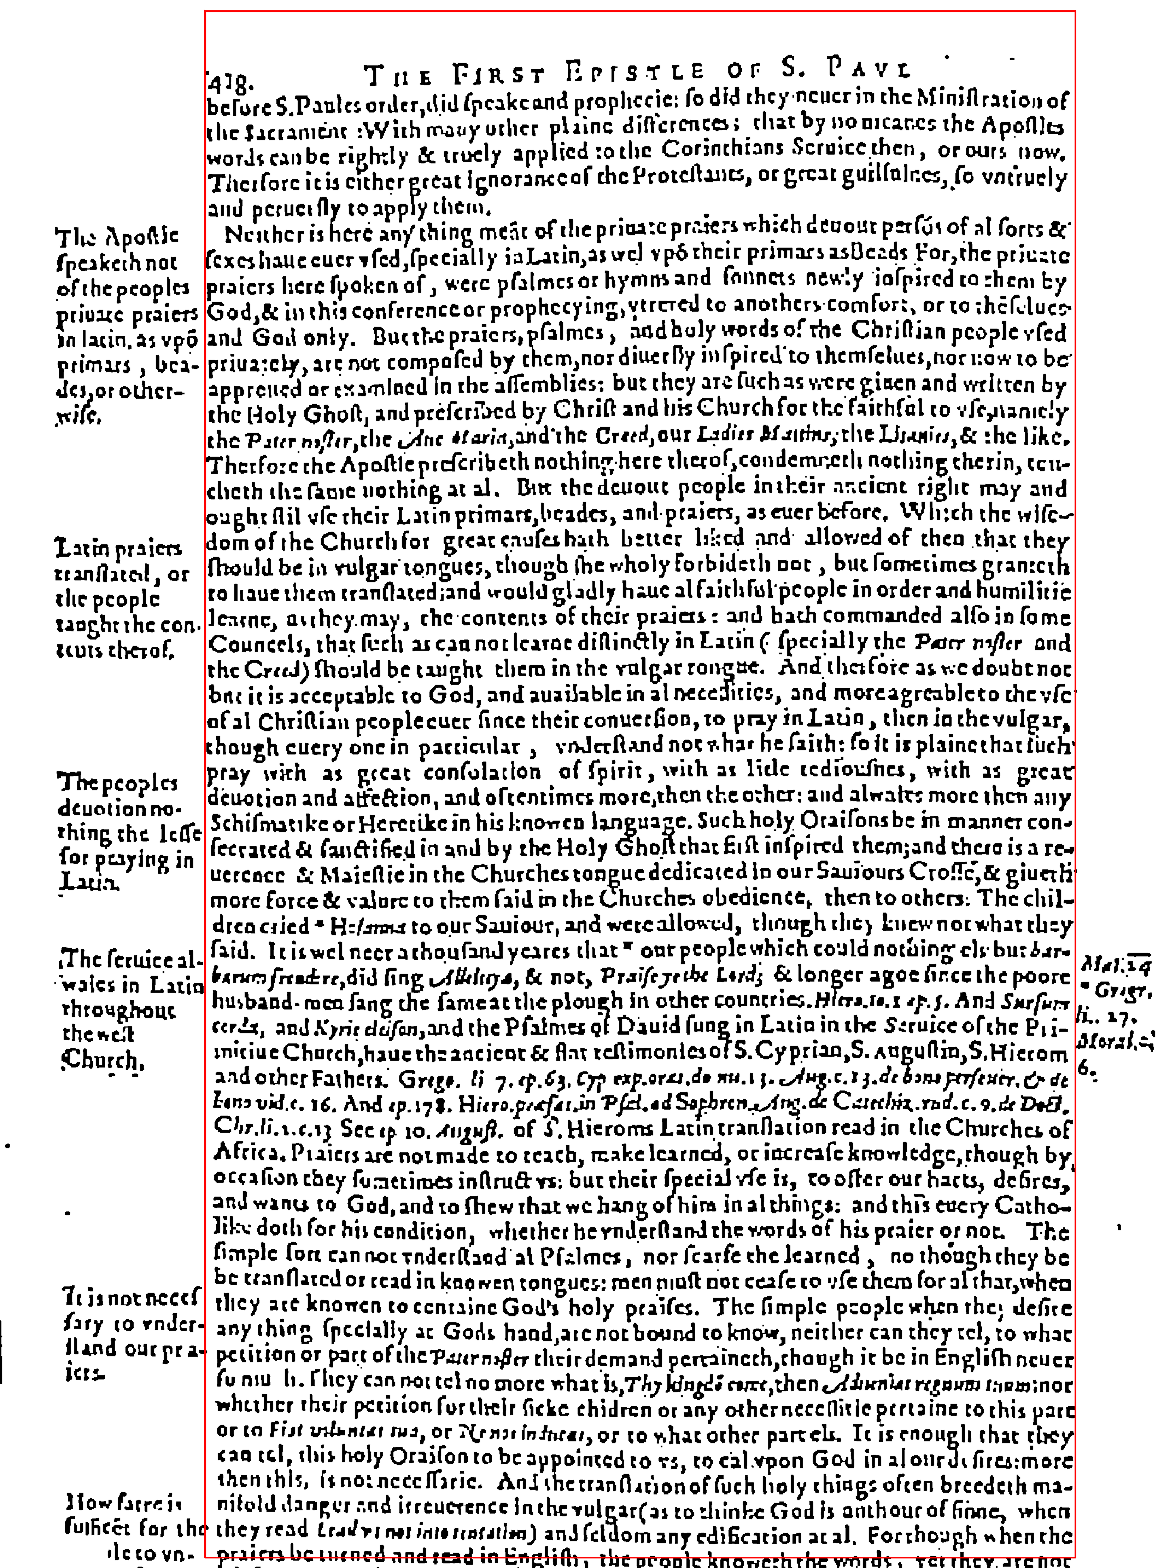 418. THE FIRST EPISTLE OF S. PAVL
before S. Paules order, did speake and prophecie: so did they neuer in the Ministration of
the Sacrament: With many other plaine differences; that by no meanes the Apostles
words can be rightly & truely applied to the Corinthians Seruice then, or ours now.
Therfore it is either great ignorance of the Protestants, or great guilfulnes, so vntruely
and peruersly to apply them.
Neither is here any thing meāt of the priuate praiers which deuout persōs of al sorts &
sexes haue euer vsed, specially in Latin, as wel vpō their primars as Beads For, the priuate
praiers here spoken of, were psalmes or hymns and sonnets newly inspired to them by
God, & in this conference or prophecying, vttered to anothers comfort, or to thēselues
and God only. But the praiers, psalmes, and holy words of the Christian people vsed
priuately, are not composed by them, nor diuersly inspired to themselues, nor now to be
approued or examined in the assemblies: but they are such as were giuen and written by
the Holy Ghost, and prescribed by Christ and his Church for the faithful to vse, namely
the Pater noster, the Aue Maria, and the Creed, our Ladies Mattins, the Litanies, & the like.
Therfore the Apostle prescribeth nothing here therof, condemneth nothing therin, tou-
cheth the same nothing at al. But the deuout people in their ancient right may and
ought stil vse their Latin primars, beades, and praiers, as euer before. Which the wise-
dom of the Church for great causes hath better liked and allowed of then that they
should be in vulgar tongues, though she wholy forbideth not, but sometimes granteth
to haue them translated; and would gladly haue al faithful people in order and humilitie
learne, as they may, the contents of their praiers: and hath commanded also in some
Councels, that such as can not learne distinctly in Latin (specially the Pater noster and
the Creed) should be taught them in the vulgar tongue. And therfore as we doubt not
but it is acceptable to God, and auailable in al necessities, and more agreable to the vse
of al Christian people euer since their conuersion, to pray in Latin, then in the vulgar,
though euery one in particular, vnderstand not what he saith: so it is plaine that such
pray with as great consolation of spirit, with as litle tediousnes, with as great
deuotion and affection, and oftentimes more, then the other: and alwaies more then any
Schismatike or Heretike in his knowen language. Such holy Oraisons be in manner con-
secrated & sanctified in and by the Holy Ghost that first inspired them; and there is a re-
uerence & Maiestie in the Churches tongue dedicated in our Sauiours Crosse, & giueth
more force & valure to them said in the Churches obedience, then to others. The chil-
dren cried * Hosanna to our Sauiour, and were allowed, though they knew not what they
said. It is wel neer a thousand yeares that * our people which could nothing els but bar-
barum frendere, did sing Alleluya, & not, Praise ye the Lord; & longer agoe since the poore
husband-men sang the same at the plough in other countries. Hiero. to. 1 ep. 5. And Sursum
corda, and Kyrie eleison, and the Psalmes of Dauid sung in Latin in the Seruice of the Pri-
mitiue Church, haue the ancient & flat testimonies of S. Cyprian, S. Augustin, S. Hierom
and other Fathers. Grego. li 7. ep. 63. Cyp exp. orat. do nu. 13. Aug. c. 13. de bono perseuer. & de
bono vid. c. 16. And ep. 178. Hiero. præfat. in Psal. ad Sophron. Aug. de Catechiz. rud. c. 9. de Doct.
Chr. li. 2. c. 13 See ep 10. August. of S. Hieroms Latin translation read in the Churches of
Africa. Praiers are not made to teach, make learned, or increase knowledge, though by
occasion they sometimes instruct vs: but their special vse is, to offer our harts, desires,
and wants to God, and to shew that we hang of him in al things: and this euery Catho-
like doth for his condition, whether he vnderstand the words of his praier or not. The
simple sort can not vnderstand al Psalmes, nor scarse the learned, no though they be
be translated or read in knowen tongues: men must not cease to vse them for al that, when
they are knowen to containe God's holy praises. The simple people when they desire
any thing specially at Gods hand, are not bound to know, neither can they tel, to what
petition or part of the Pater noster their demand pertaineth, though it be in English neuer
so much. They can not tel no more what is, Thy kingdō come, then Adueniat regnum tuum: nor
whether their petition for their sicke children or any other necessitie pertaine to this part
or to Fiat voluntas tua, or Ne nos inducas, or to what other part els. It is enough that they
can tel, this holy Oraison to be appointed to vs, to cal vpon God in al our desires: more
then this, is not necessarie. And the translation of such holy things often breedeth ma-
nifold danger and irreuerence in the vulgar (as to thinke God is authour of sinne, when
they read Lead vs not into tentation) and seldom any edification at al. For though when the
praiers be turned and read in English, the people knoweth the words, yet they are not
The Apostle
speaketh not
of the peoples
priuate praiers
in latin, as vpō
primars, bea-
des, or other-
wise.
Latin praiers
translated, or
the people
taught the con-
tents therof.
The peoples
deuotion no-
thing the lesse
for praying in
Latin.
The seruice al-
waies in Latin
throughout
the west
Church.
It is not neces
sary to vnder-
stand our pra-
iers.
How farre is
sufficēt for the
to vn-
Mat. 24
* Gregr.
li. 27.
Moral. c.
6.